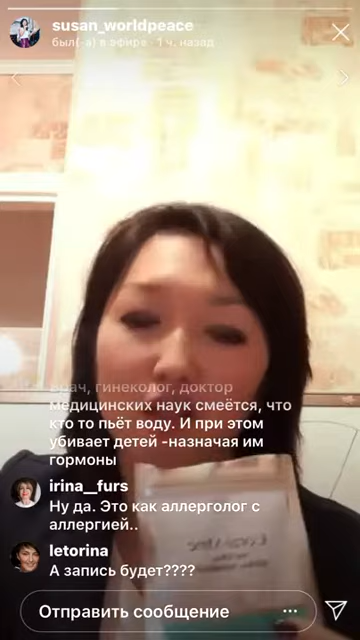 susan_worldpeace
был(-а) в эфире · 1 ч. назад
врач, гинеколог, доктор
медицинских наук смеётся, что
кто то пьёт воду. И при этом
убивает детей -назначая им
гормоны
irina__furs
Ну да. Это как аллерголог с
аллергией..
letorina
А запись будет????
Отправить сообщение